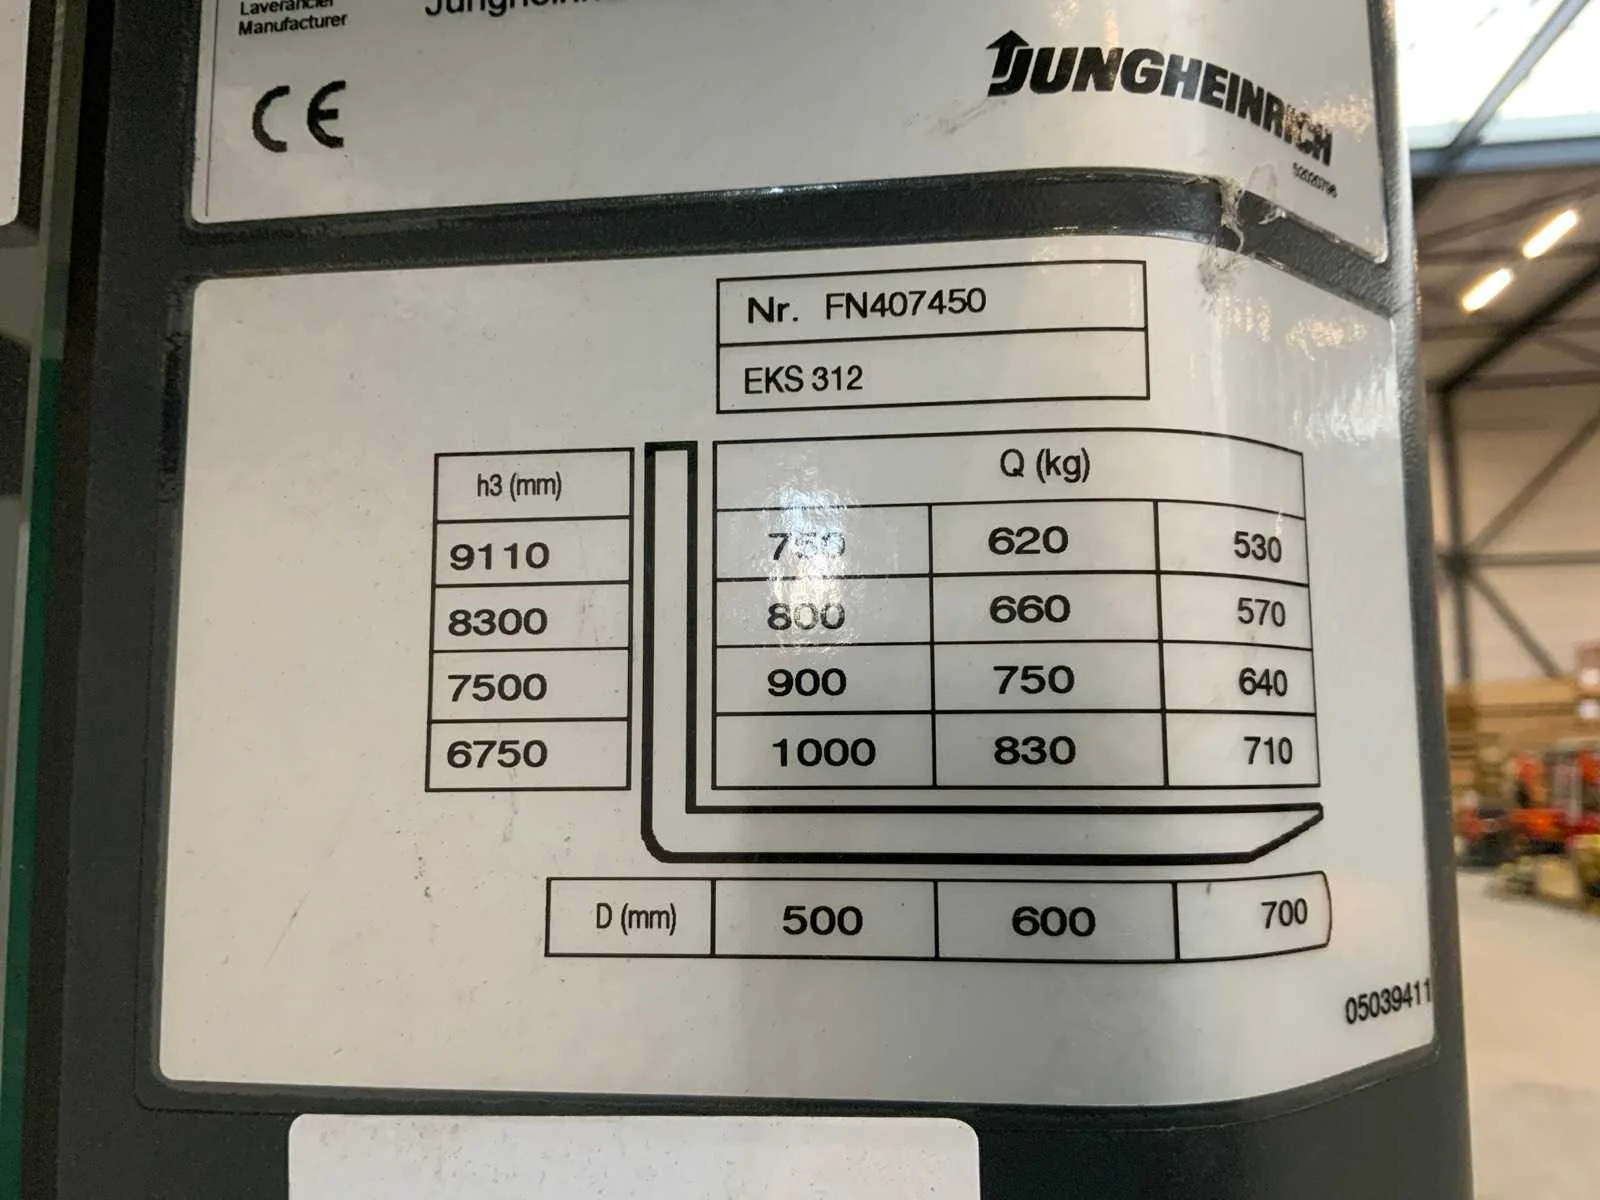 Manufacturer
CE
JUNGHEINRICH
52020798
Nr. FN407450
EKS 312
h3 (mm) Q (kg)
9110 750 620 530
8300 800 660 570
7500 900 750 640
6750 1000 830 710
D (mm) 500 600 700
05039411